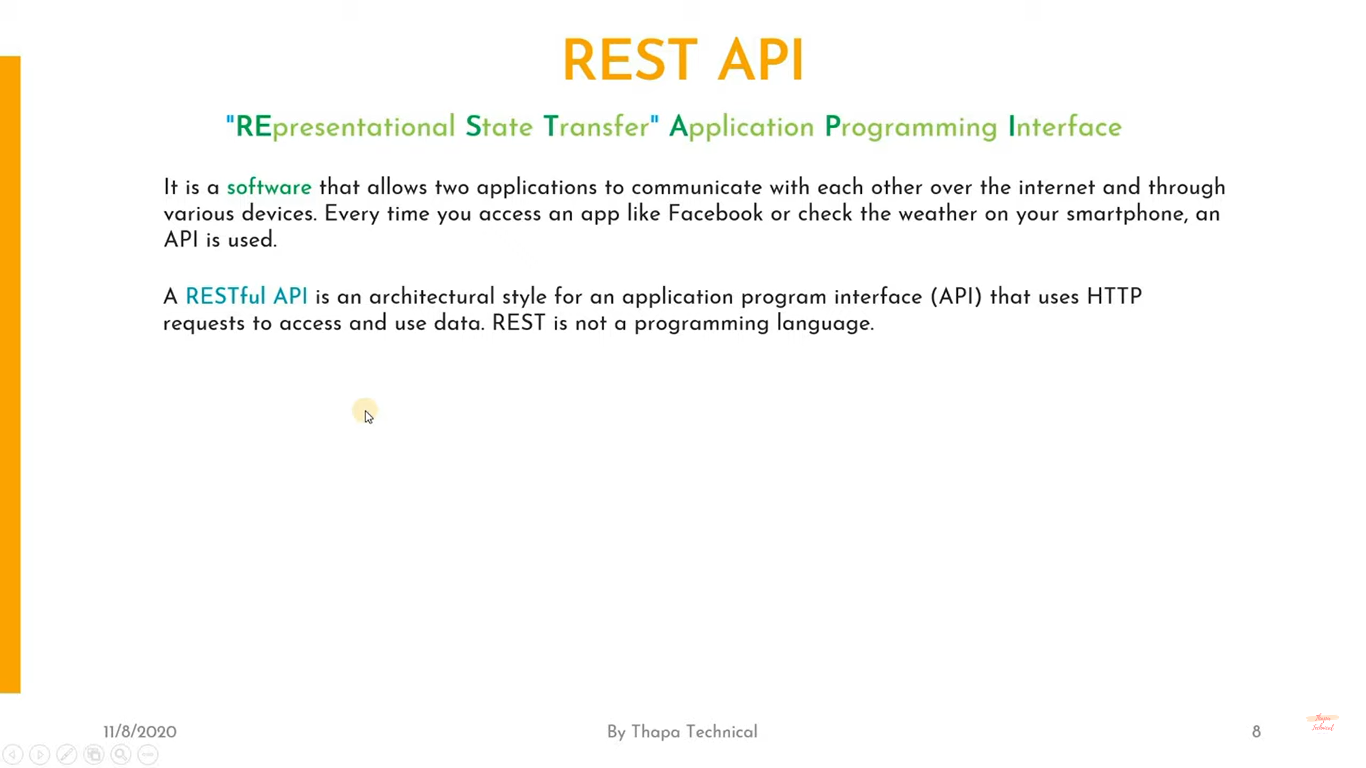 REST API
"REpresentational State Transfer" Application Programming Interface
It is a software that allows two applications to communicate with each other over the internet and through
various devices. Every time you access an app like Facebook or check the weather on your smartphone, an
API is used.
A RESTful API is an architectural style for an application program interface (API) that uses HTTP
requests to access and use data. REST is not a programming language.
11/8/2020
By Thapa Technical
8
Thapa
Technical